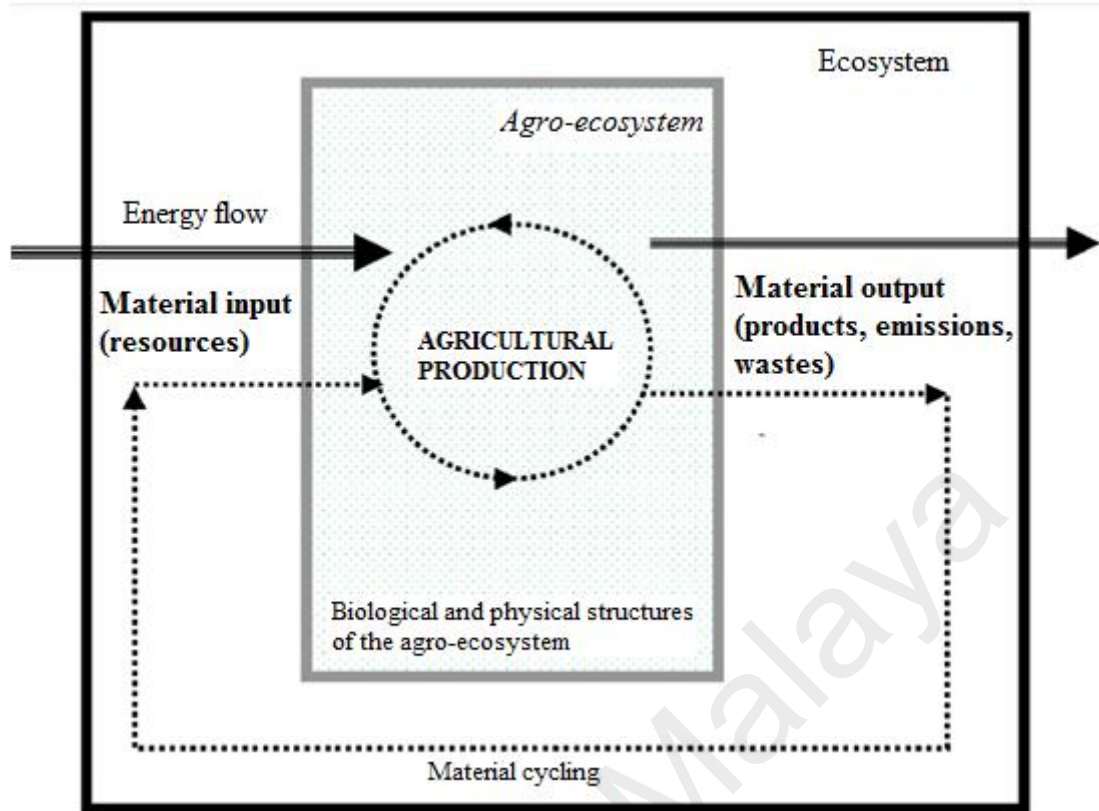 Ecosystem
Agro-ecosystem
Energy flow
Material input
(resources)
AGRICULTURAL
PRODUCTION
Material output
(products, emissions,
wastes)
Biological and physical structures
of the agro-ecosystem
Material cycling
Malaya